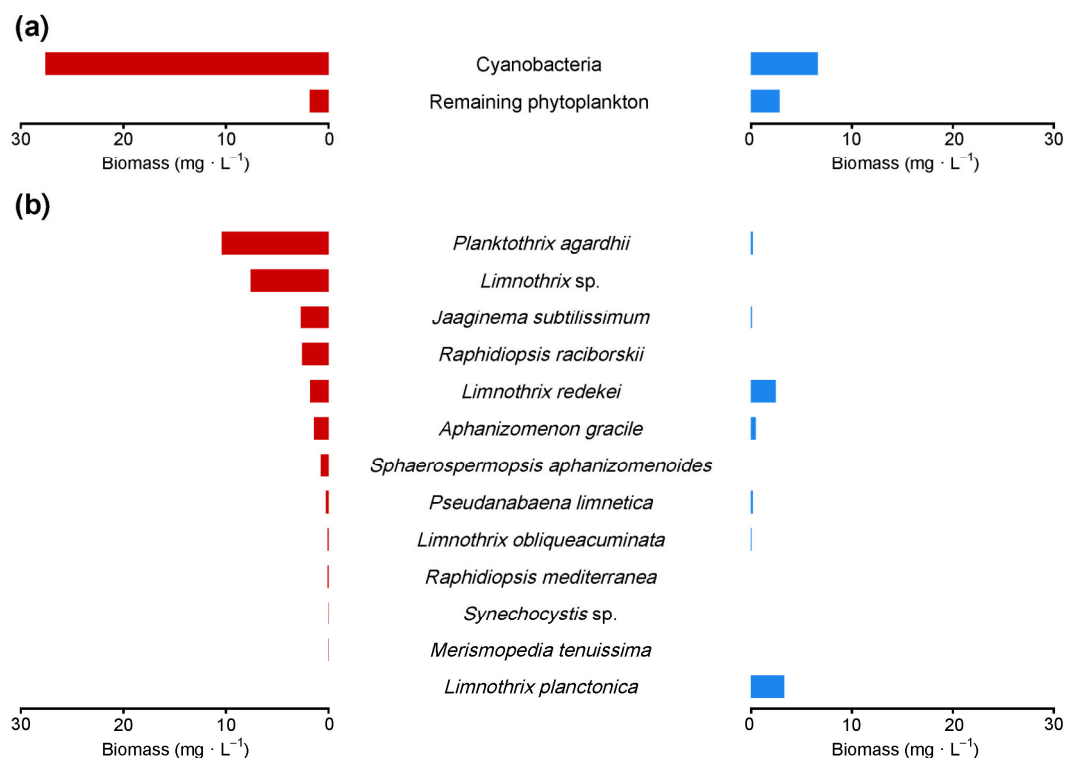 (a)
Cyanobacteria
Remaining phytoplankton
30 20 10 0 0 10 20 30
Biomass (mg · L⁻¹) Biomass (mg · L⁻¹)
(b)
Planktothrix agardhii
Limnothrix sp.
Jaaginema subtilissimum
Raphidiopsis raciborskii
Limnothrix redekei
Aphanizomenon gracile
Sphaerospermopsis aphanizomenoides
Pseudanabaena limnetica
Limnothrix obliqueacuminata
Raphidiopsis mediterranea
Synechocystis sp.
Merismopedia tenuissima
Limnothrix planctonica
30 20 10 0 0 10 20 30
Biomass (mg · L⁻¹) Biomass (mg · L⁻¹)